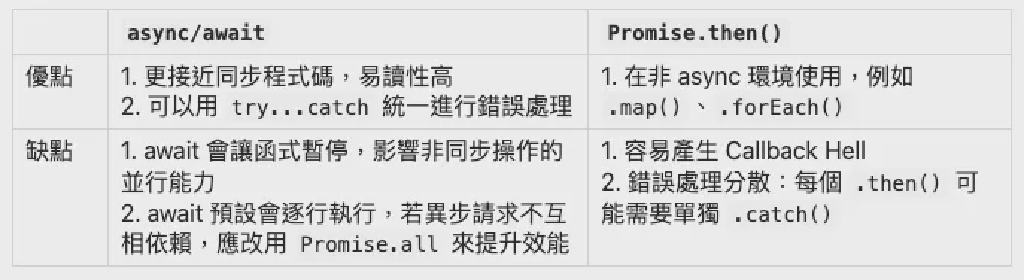 async/await
Promise.then()
優點
1. 更接近同步程式碼，易讀性高
2. 可以用 try...catch 統一進行錯誤處理
1. 在非 async 環境使用，例如
.map() 、 .forEach()
缺點
1. await 會讓函式暫停，影響非同步操作的
並行能力
2. await 預設會逐行執行，若異步請求不互
相依賴，應改用 Promise.all 來提升效能
1. 容易產生 Callback Hell
2. 錯誤處理分散：每個 .then() 可
能需要單獨 .catch()